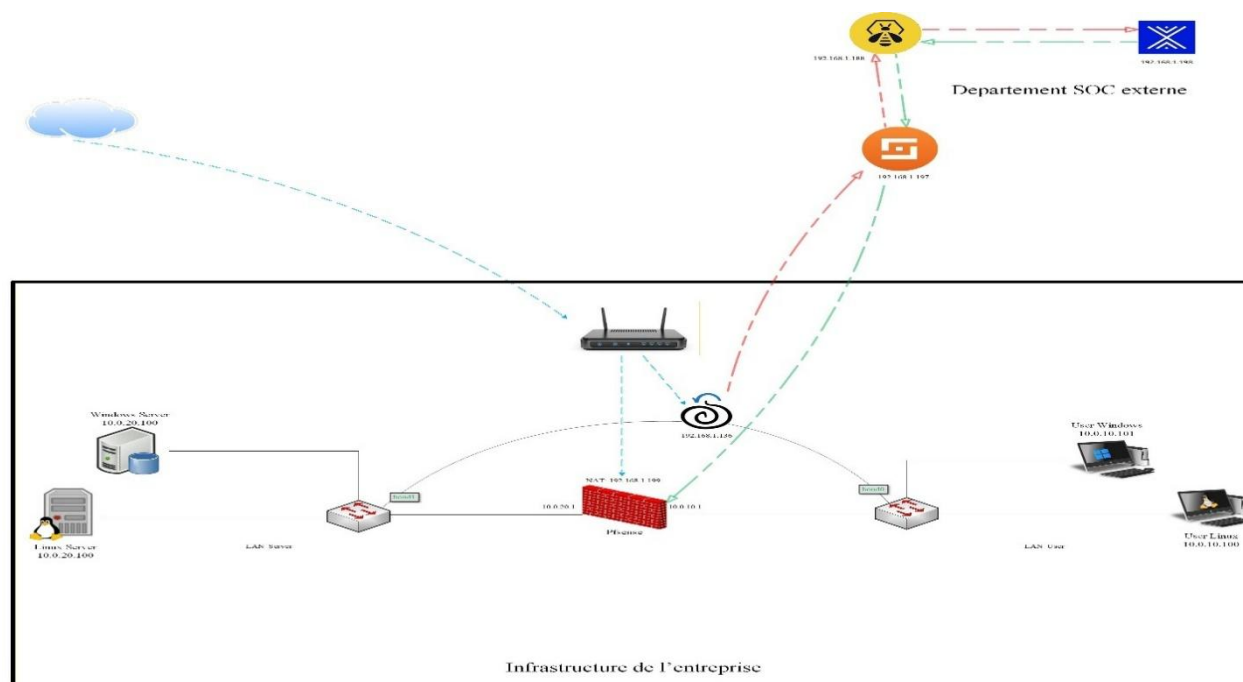 192.168.1.188
192.168.1.198
Departement SOC externe
192.168.1.197
Windows Server
10.0.20.100
192.168.1.136
User Windows
10.0.10.101
NAT: 192.168.1.199
10.0.20.1
10.0.10.1
Pfsense
Linux Server
10.0.20.100
LAN Server
LAN User
User Linux
10.0.10.100
Infrastructure de l'entreprise